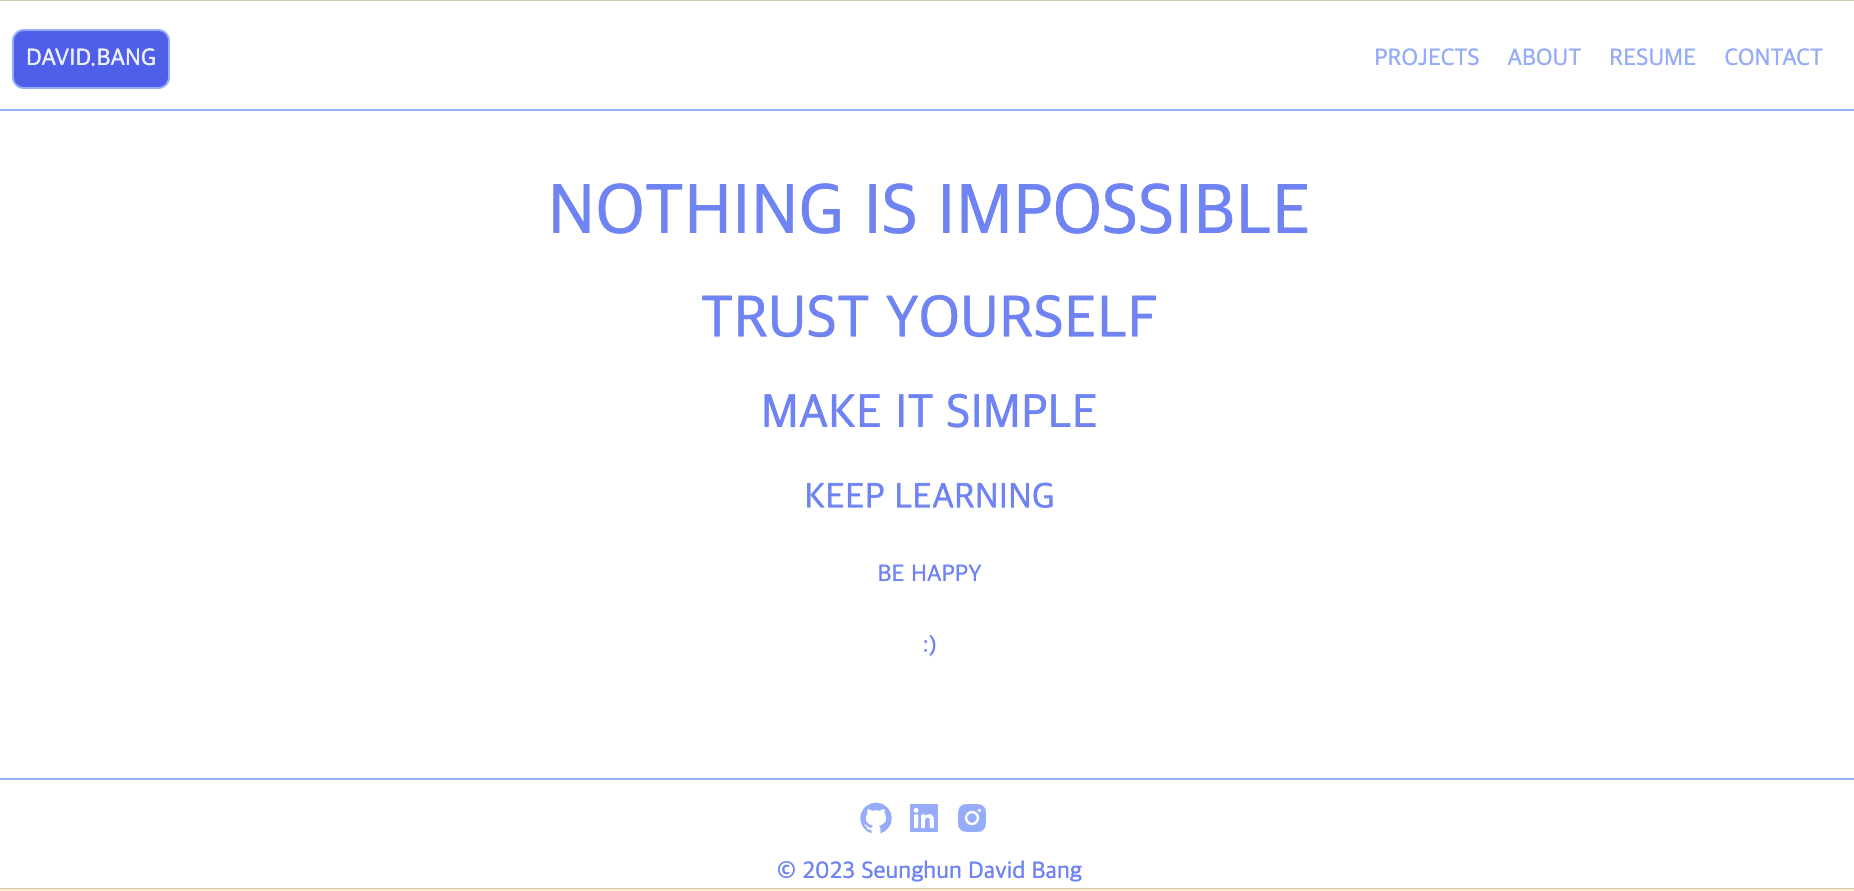 DAVID.BANG
PROJECTS ABOUT RESUME CONTACT
NOTHING IS IMPOSSIBLE
TRUST YOURSELF
MAKE IT SIMPLE
KEEP LEARNING
BE HAPPY
:)
in
© 2023 Seunghun David Bang